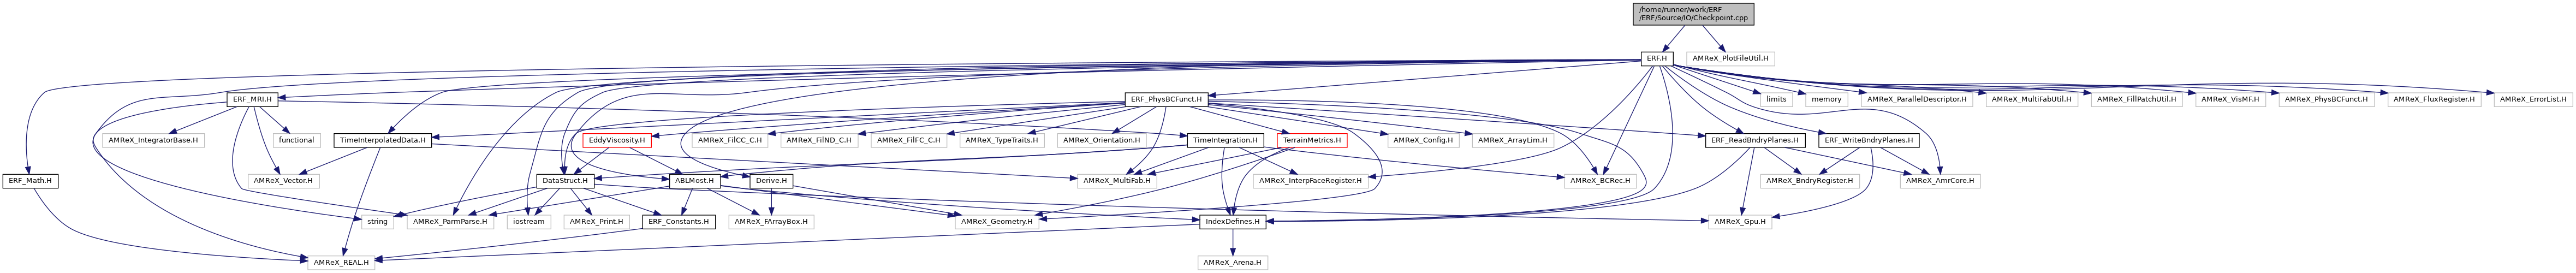 /home/runner/work/ERF
/ERF/Source/IO/Checkpoint.cpp
ERF.H
AMReX_PlotFileUtil.H
ERF_MRI.H
ERF_PhysBCFunct.H
limits
memory
AMReX_ParallelDescriptor.H
AMReX_MultiFabUtil.H
AMReX_FillPatchUtil.H
AMReX_VisMF.H
AMReX_PhysBCFunct.H
AMReX_FluxRegister.H
AMReX_ErrorList.H
AMReX_IntegratorBase.H
functional
TimeInterpolatedData.H
EddyViscosity.H
AMReX_FilCC_C.H
AMReX_FilND_C.H
AMReX_FilFC_C.H
AMReX_TypeTraits.H
AMReX_Orientation.H
TimeIntegration.H
TerrainMetrics.H
AMReX_Config.H
AMReX_ArrayLim.H
ERF_ReadBndryPlanes.H
ERF_WriteBndryPlanes.H
ERF_Math.H
AMReX_Vector.H
DataStruct.H
ABLMost.H
Derive.H
AMReX_MultiFab.H
AMReX_InterpFaceRegister.H
AMReX_BCRec.H
AMReX_BndryRegister.H
AMReX_AmrCore.H
string
AMReX_ParmParse.H
iostream
AMReX_Print.H
ERF_Constants.H
AMReX_FArrayBox.H
AMReX_Geometry.H
IndexDefines.H
AMReX_Gpu.H
AMReX_REAL.H
AMReX_Arena.H